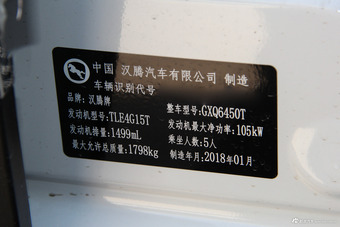 中国 汉腾汽车有限公司 制造
车辆识别代号
品牌:汉腾牌 整车型号:GXQ6450T
发动机型号:TLE4G15T 发动机最大净功率:105kW
发动机排量:1499mL 乘坐人数:5人
最大允许总质量:1798kg 制造年月:2018年01月